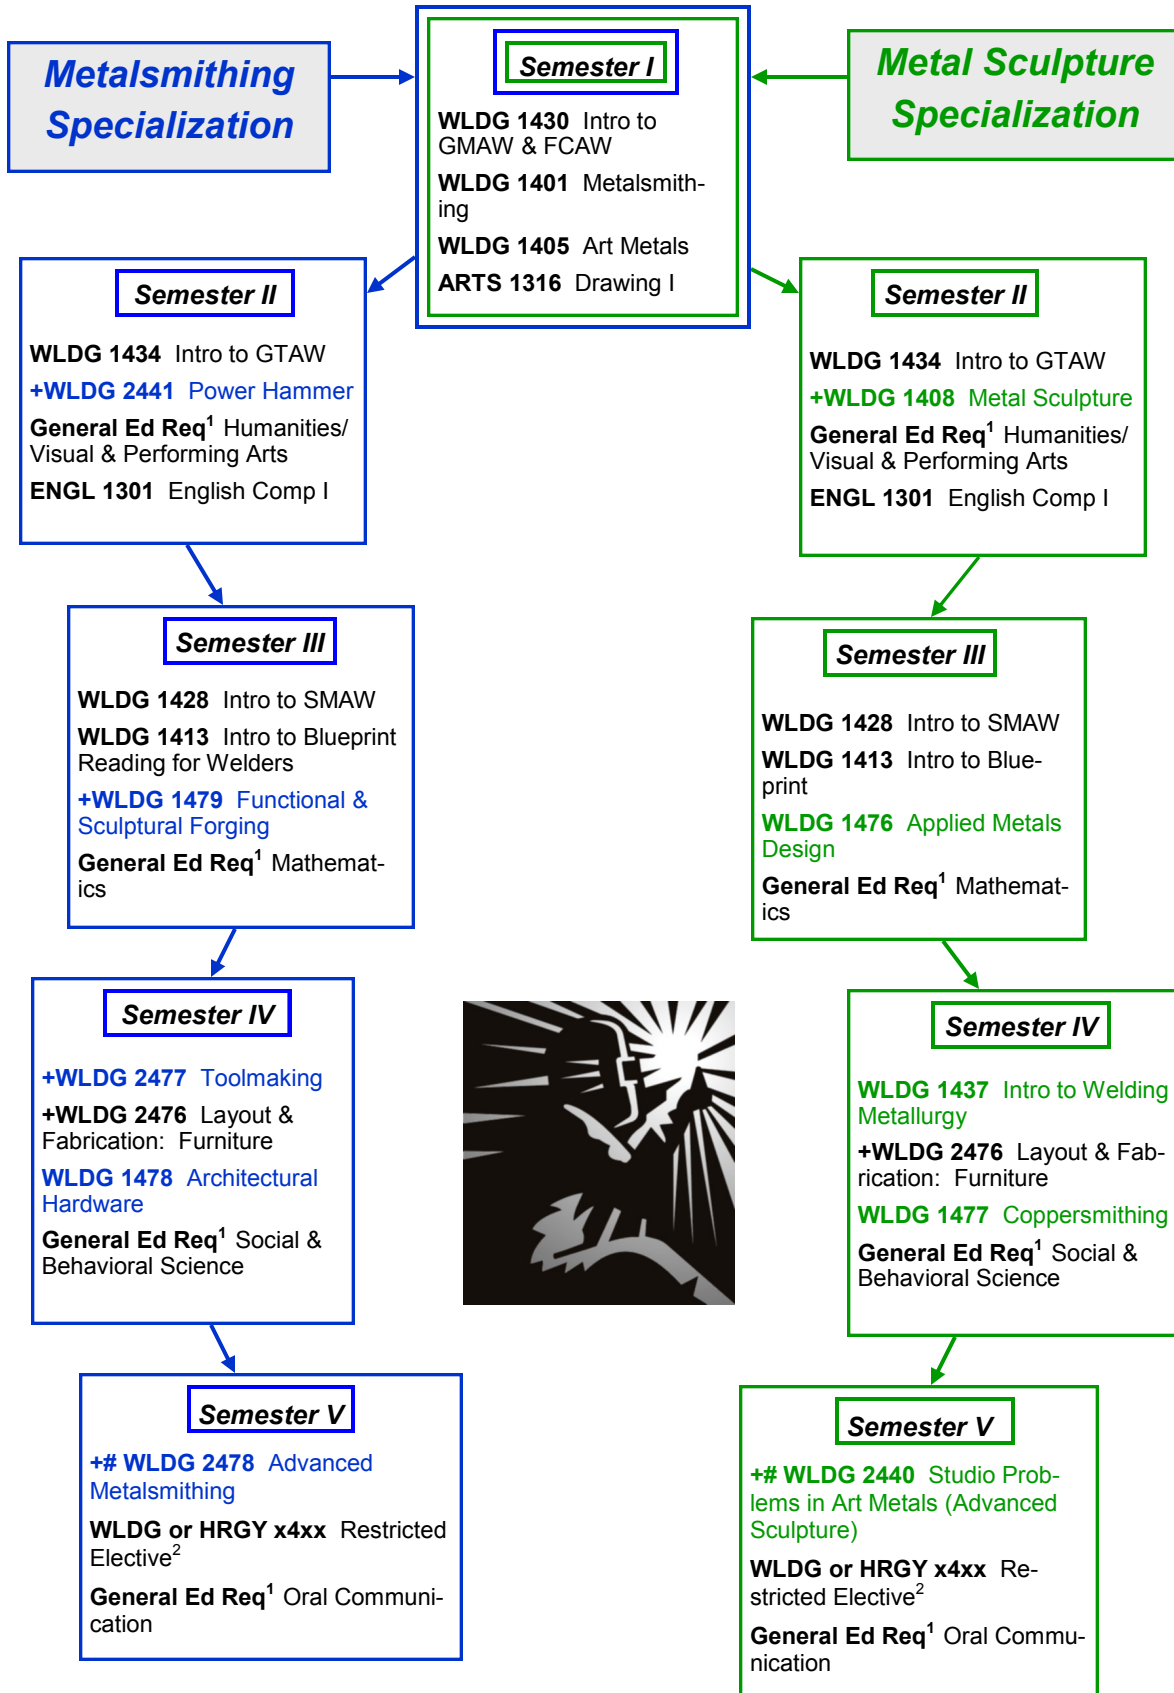 Metalsmithing
Specialization
Semester I
WLDG 1430 Intro to
GMAW & FCAW
WLDG 1401 Metalsmith-
ing
WLDG 1405 Art Metals
ARTS 1316 Drawing I
Metal Sculpture
Specialization
Semester II
WLDG 1434 Intro to GTAW
+WLDG 2441 Power Hammer
General Ed Req1 Humanities/
Visual & Performing Arts
ENGL 1301 English Comp I
Semester II
WLDG 1434 Intro to GTAW
+WLDG 1408 Metal Sculpture
General Ed Req1 Humanities/
Visual & Performing Arts
ENGL 1301 English Comp I
Semester III
WLDG 1428 Intro to SMAW
WLDG 1413 Intro to Blueprint
Reading for Welders
+WLDG 1479 Functional &
Sculptural Forging
General Ed Req1 Mathemat-
ics
Semester III
WLDG 1428 Intro to SMAW
WLDG 1413 Intro to Blue-
print
WLDG 1476 Applied Metals
Design
General Ed Req1 Mathemat-
ics
Semester IV
+WLDG 2477 Toolmaking
+WLDG 2476 Layout &
Fabrication: Furniture
WLDG 1478 Architectural
Hardware
General Ed Req1 Social &
Behavioral Science
Semester IV
WLDG 1437 Intro to Welding
Metallurgy
+WLDG 2476 Layout & Fab-
rication: Furniture
WLDG 1477 Coppersmithing
General Ed Req1 Social &
Behavioral Science
Semester V
+# WLDG 2478 Advanced
Metalsmithing
WLDG or HRGY x4xx Restricted
Elective2
General Ed Req1 Oral Communi-
cation
Semester V
+# WLDG 2440 Studio Prob-
lems in Art Metals (Advanced
Sculpture)
WLDG or HRGY x4xx Re-
stricted Elective2
General Ed Req1 Oral Commu-
nication